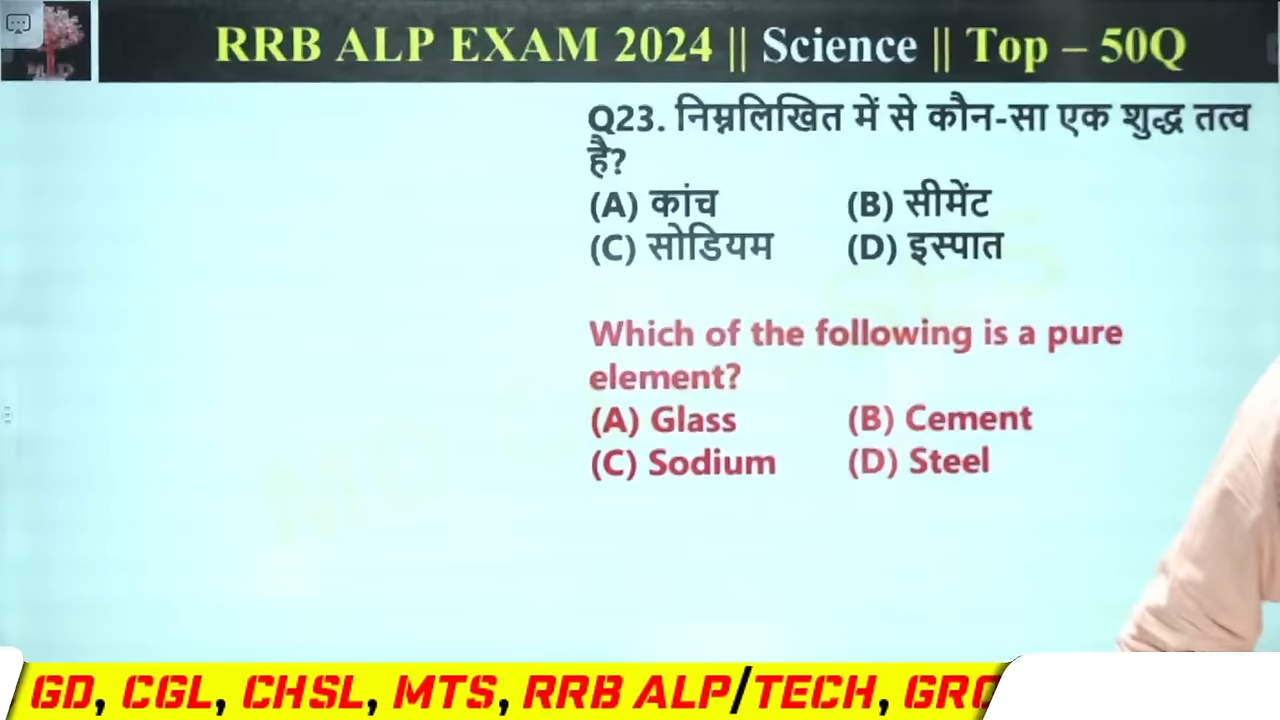 RRB ALP EXAM 2024 || Science || Top – 50Q
Q23. निम्नलिखित में से कौन-सा एक शुद्ध तत्व
है?
(A) कांच (B) सीमेंट
(C) सोडियम (D) इस्पात
Which of the following is a pure
element?
(A) Glass (B) Cement
(C) Sodium (D) Steel
GD, CGL, CHSL, MTS, RRB ALP/TECH,